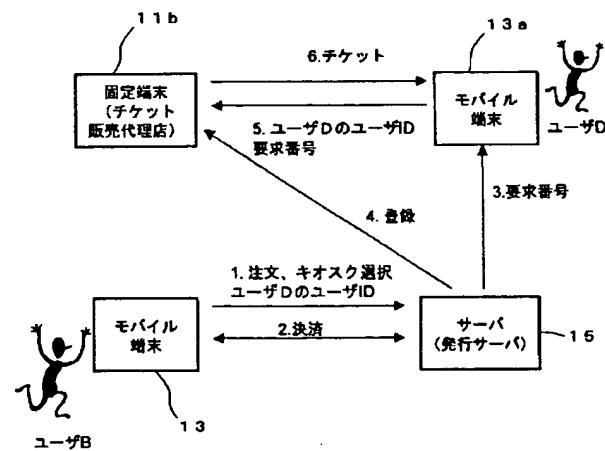 11b
13a
6.チケット
固定端末
(チケット
販売代理店)
モバイル
端末
ユーザD
5. ユーザDのユーザID
要求番号
3.要求番号
4. 登録
1. 注文、キオスク選択
ユーザDのユーザID
モバイル
端末
2.決済
サーバ
(発行サーバ)
15
13
ユーザB